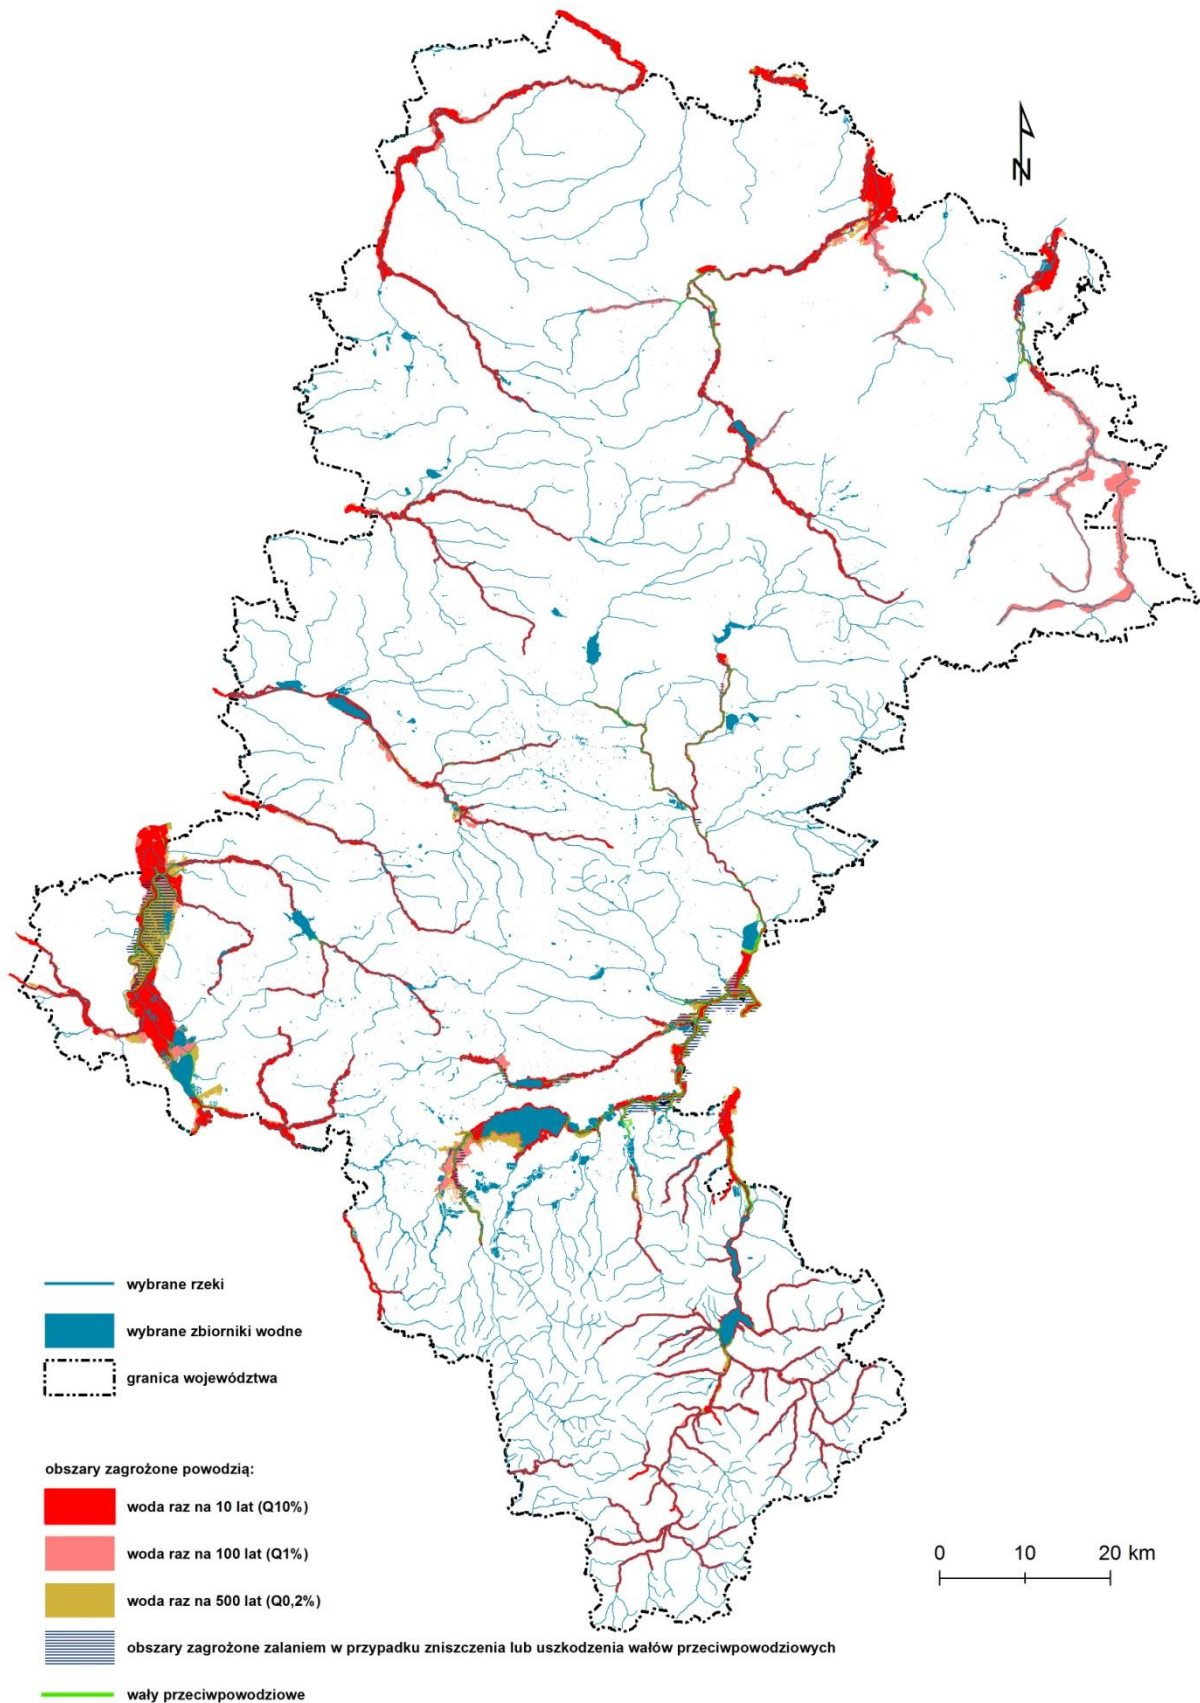 N
wybrane rzeki
wybrane zbiorniki wodne
granica województwa
obszary zagrożone powodzią:
woda raz na 10 lat (Q10%)
woda raz na 100 lat (Q1%)
woda raz na 500 lat (Q0,2%)
obszary zagrożone zalaniem w przypadku zniszczenia lub uszkodzenia wałów przeciwpowodziowych
wały przeciwpowodziowe
0 10 20 km